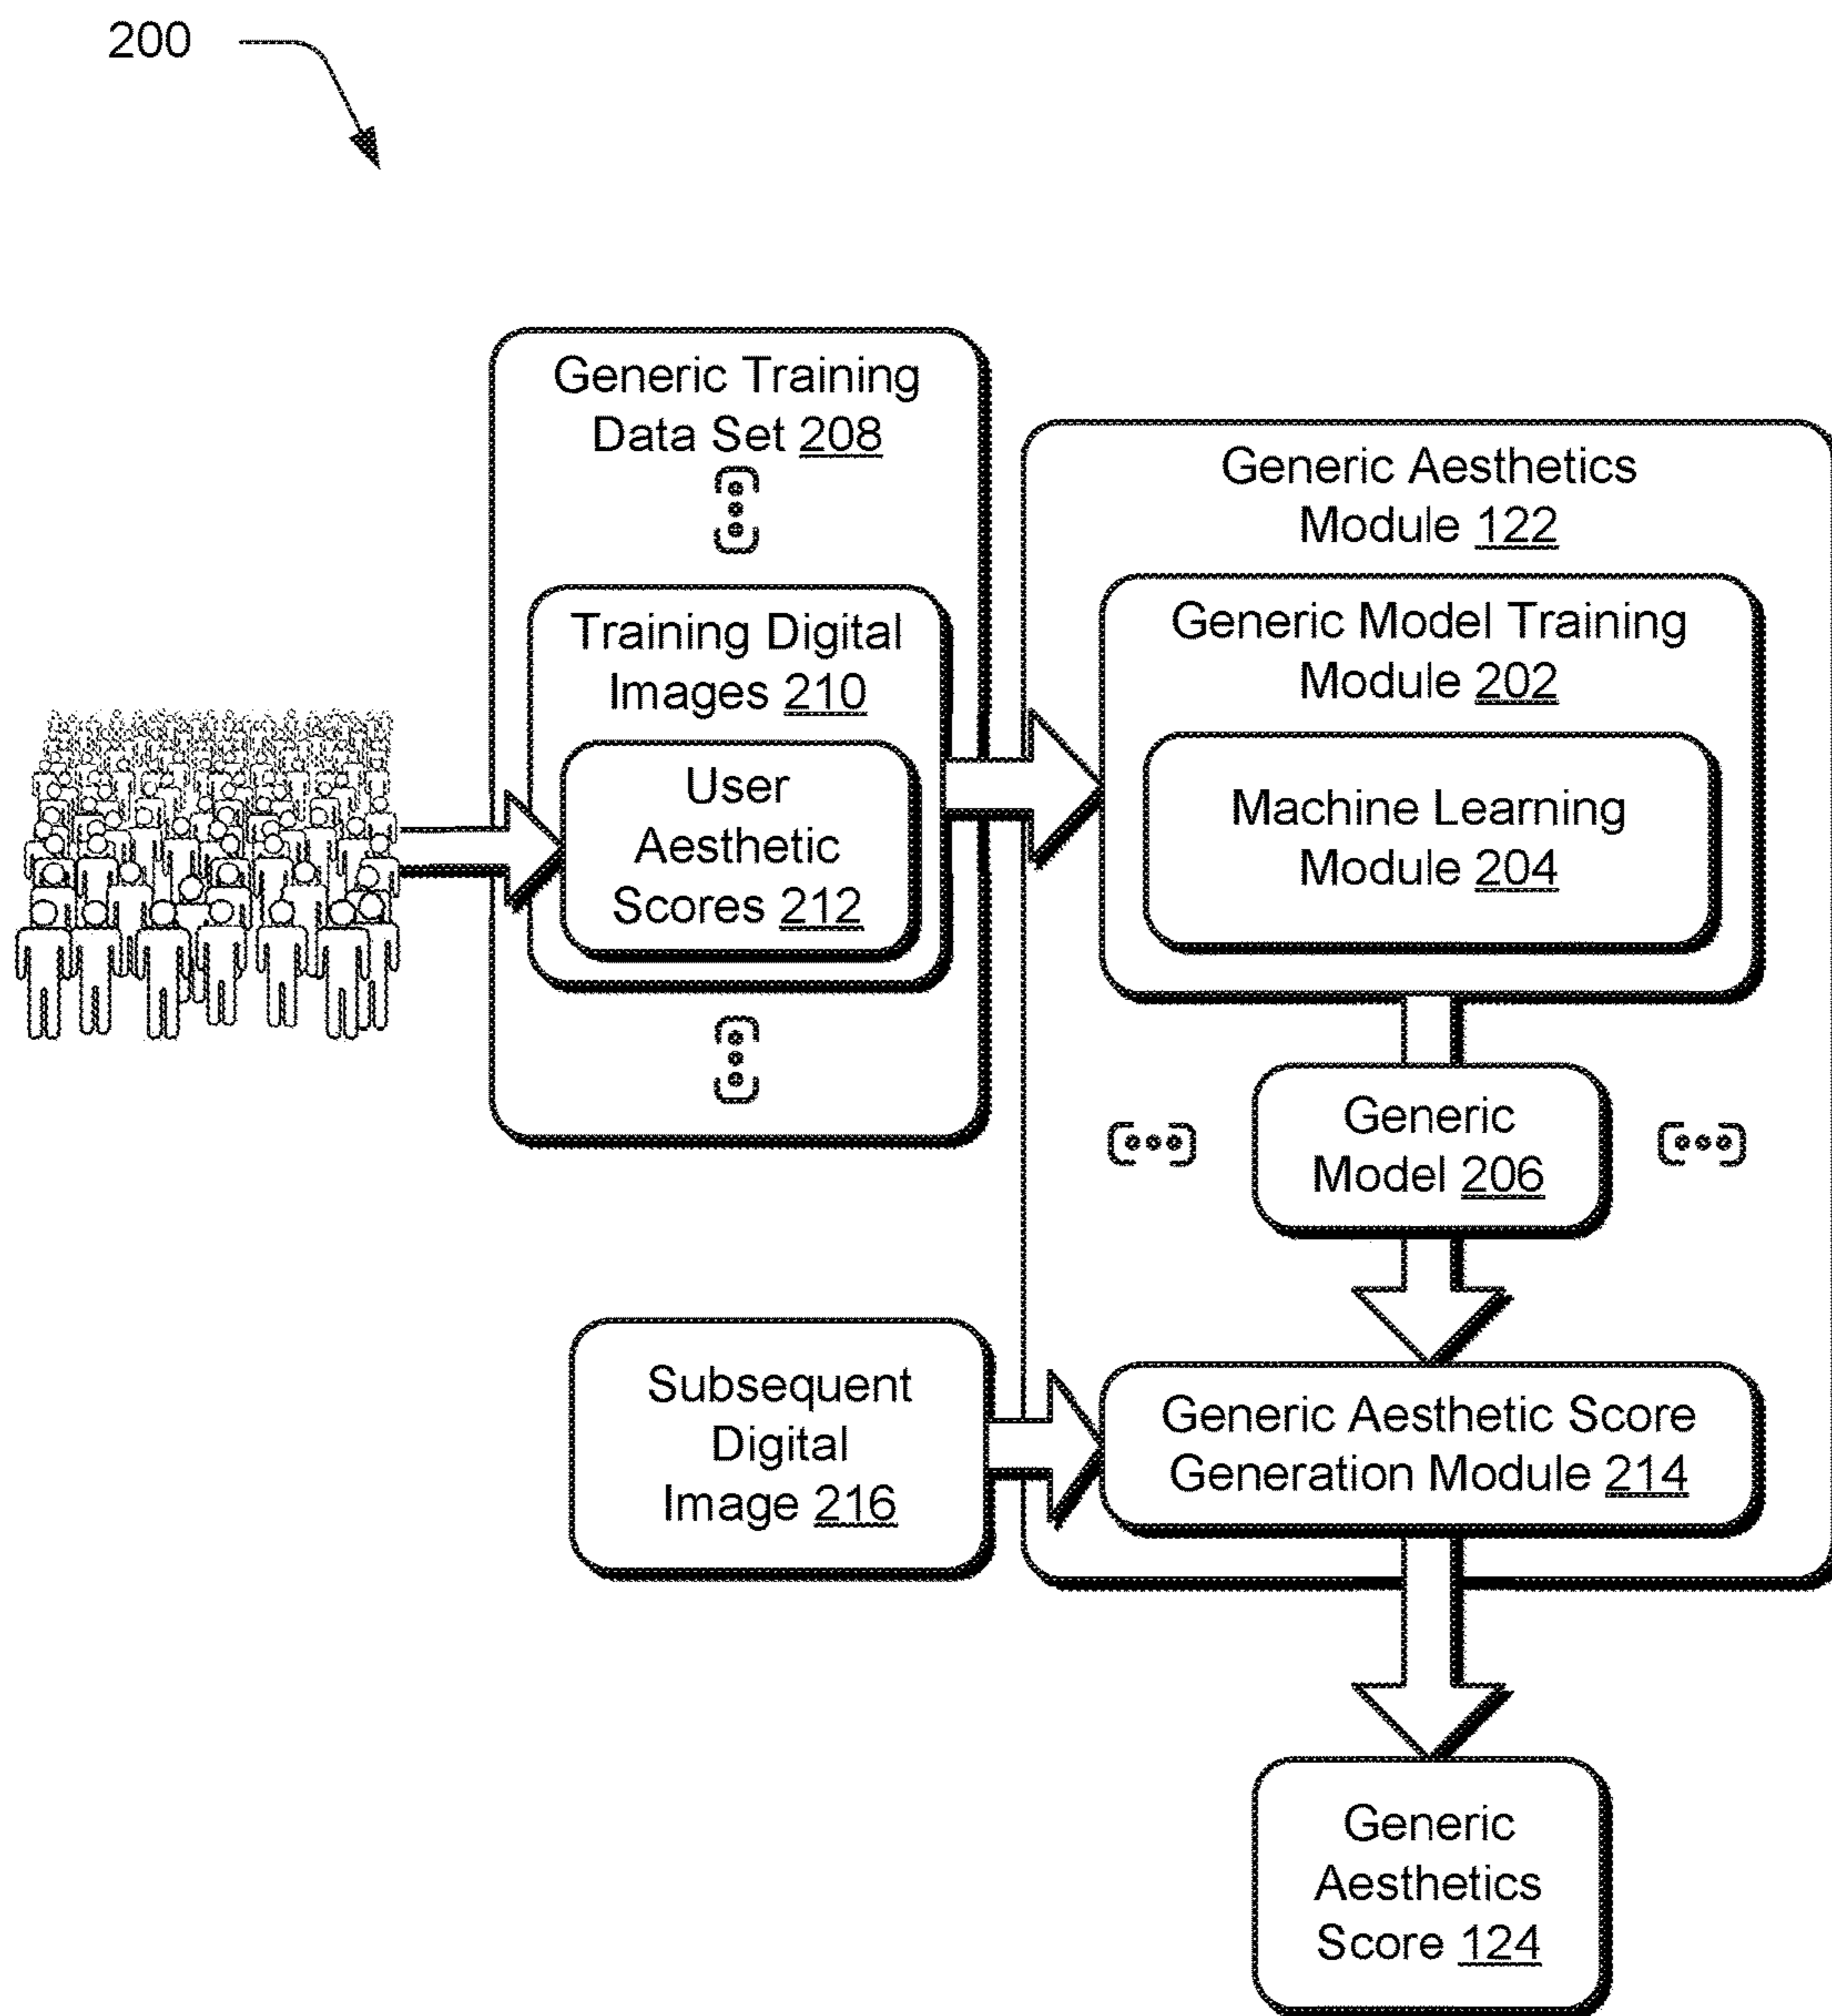 200
Generic Training
Data Set 208
Training Digital
Images 210
User
Aesthetic
Scores 212
Generic Aesthetics
Module 122
Generic Model Training
Module 202
Machine Learning
Module 204
Generic
Model 206
Subsequent
Digital
Image 216
Generic Aesthetic Score
Generation Module 214
Generic
Aesthetics
Score 124